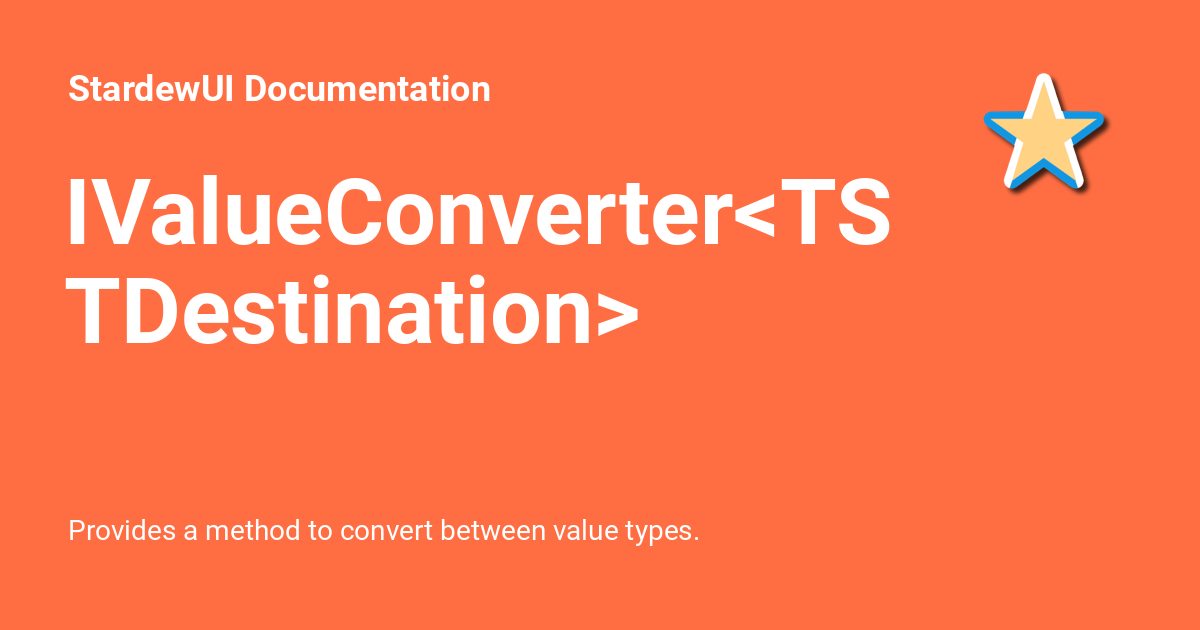 StardewUI Documentation
IValueConverter<TS
TDestination>
Provides a method to convert between value types.